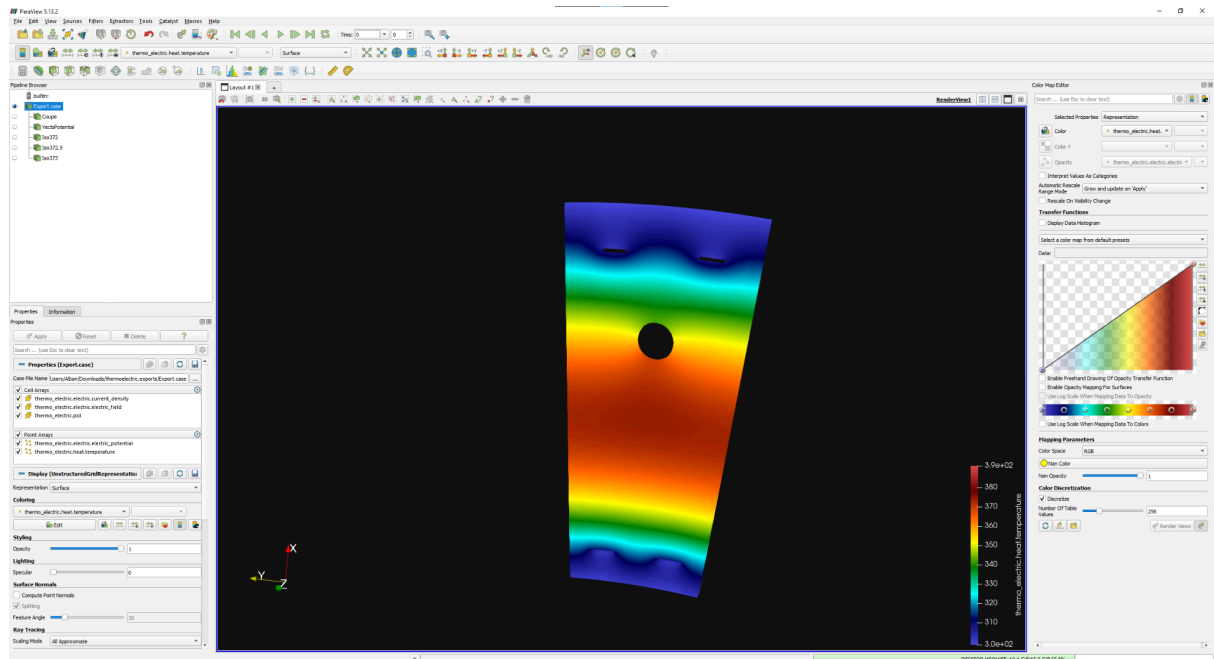 ParaView 5.13.2
File Edit View Sources Filters Extractors Tools Catalyst Macros Help
Time: 0 0
thermo_electric.heat.temperature Surface
Pipeline Browser
builtin:
Export.case
Coupe
VectsPotential
Iso372
Iso372.5
Iso373
Properties Information
Properties
Apply Reset Delete ?
Search ... (use Esc to clear text)
Properties (Export.case)
Case File Name Users/Alban/Downloads/thermoelectric.exports/Export.case ...
Cell Arrays
thermo_electric.electric.current_density
thermo_electric.electric.electric_field
thermo_electric.pid
Point Arrays
thermo_electric.electric.electric_potential
thermo_electric.heat.temperature
Display (UnstructuredGridRepresentation
Representation Surface
Coloring
thermo_electric.heat.temperature
Edit
Styling
Opacity 1
Lighting
Specular 0
Surface Normals
Compute Point Normals
Splitting
Feature Angle 30
Ray Tracing
Scaling Mode All Approximate
Layout #1 +
3D
RenderView1
X
Y
Z
3.9e+02
380
370
360
350
340
330
320
310
3.0e+02
thermo_electric.heat.temperature
Color Map Editor
Search ... (use Esc to clear text)
Selected Properties Representation
Color thermo_electric.heat.
Color Y
Opacity thermo_electric.electric.electri
Interpret Values As Categories
Automatic Rescale Range Mode Grow and update on 'Apply'
Rescale On Visibility Change
Transfer Functions
Display Data Histogram
Select a color map from default presets
Data:
Enable Freehand Drawing Of Opacity Transfer Function
Enable Opacity Mapping For Surfaces
Use Log Scale When Mapping Data To Opacity
Use Log Scale When Mapping Data To Colors
Mapping Parameters
Color Space RGB
Nan Color
Nan Opacity 1
Color Discretization
Discretize
Number Of Table Values 256
Render Views